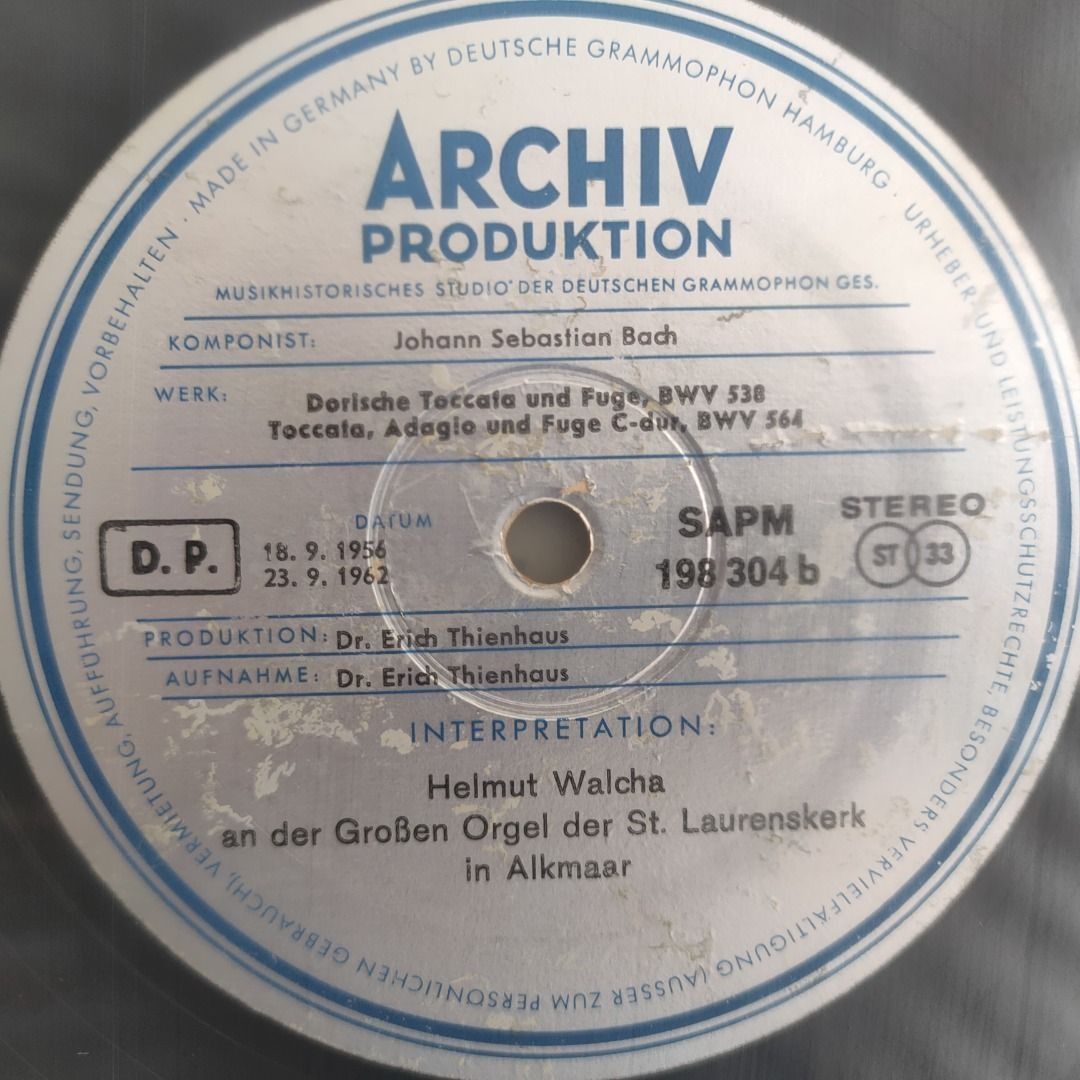 MADE IN GERMANY BY DEUTSCHE GRAMMOPHON HAMBURG · URHEBER- UND LEISTUNGSSCHUTZRECHTE, BESONDERS VERVIELFÄLTIGUNG (AUSSER ZUM PERSÖNLICHEN GEBRAUCH), VERMIETUNG, AUFFÜHRUNG, SENDUNG, VORBEHALTEN ·
ARCHIV
PRODUKTION
MUSIKHISTORISCHES STUDIO DER DEUTSCHEN GRAMMOPHON GES.
KOMPONIST: Johann Sebastian Bach
WERK: Dorische Toccata und Fuge, BWV 538
Toccata, Adagio und Fuge C-dur, BWV 564
D. P.
DATUM
18. 9. 1956
23. 9. 1962
SAPM
198 304 b
STEREO
ST 33
PRODUKTION: Dr. Erich Thienhaus
AUFNAHME: Dr. Erich Thienhaus
INTERPRETATION:
Helmut Walcha
an der Großen Orgel der St. Laurenskerk
in Alkmaar